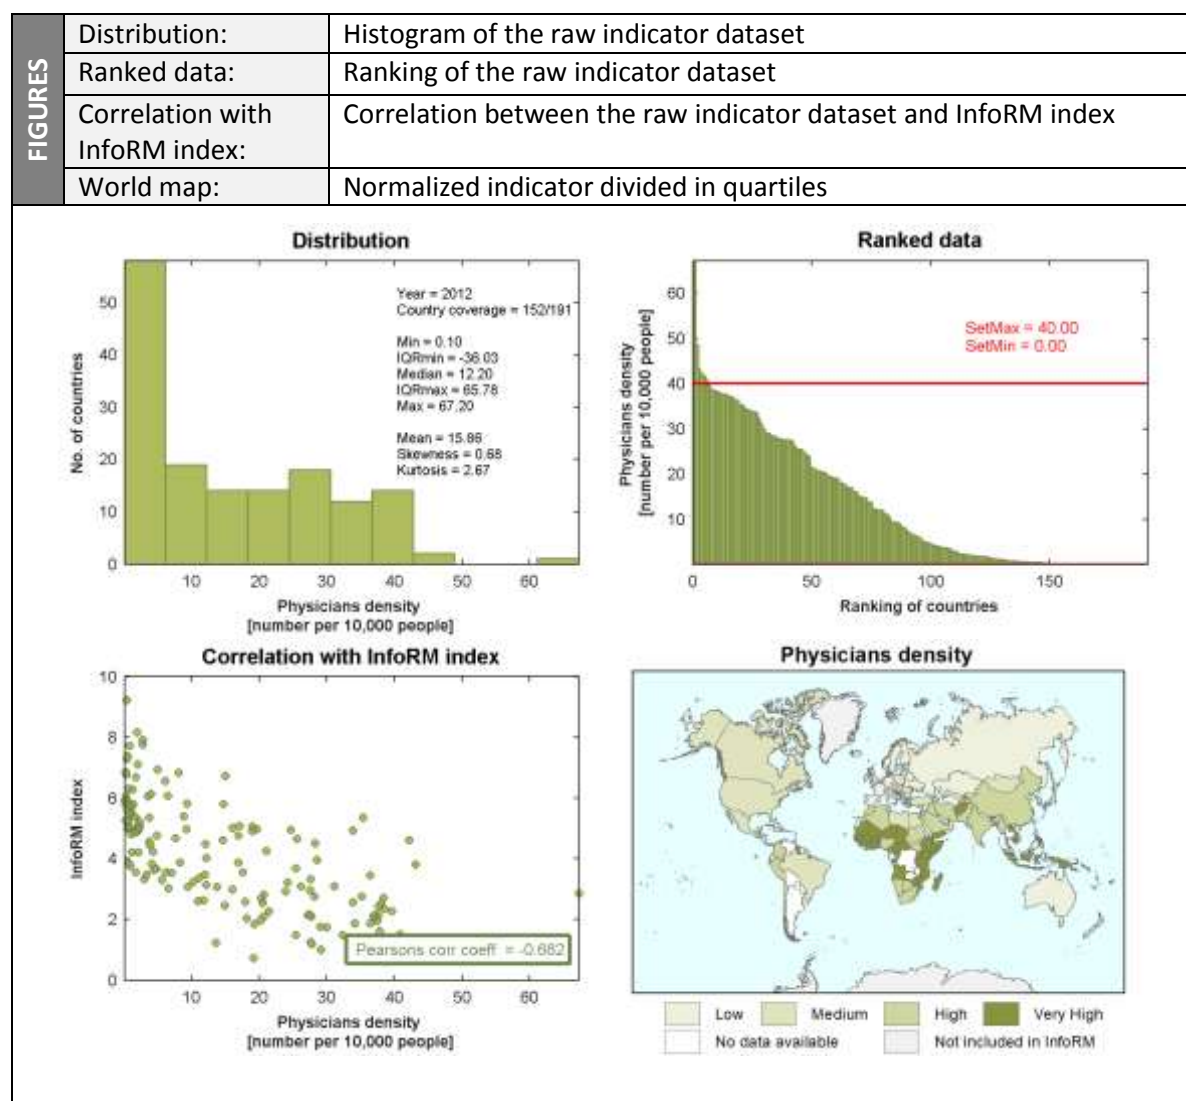 FIGURES
Distribution: Histogram of the raw indicator dataset
Ranked data: Ranking of the raw indicator dataset
Correlation with Correlation between the raw indicator dataset and InfoRM index
InfoRM index:
World map: Normalized indicator divided in quartiles
Distribution
No. of countries
50
40
30
20
10
0
Year = 2012
Country coverage = 152/191
Min = 0.10
IQRmin = -36.03
Median = 12.20
IQRmax = 65.78
Max = 67.20
Mean = 15.86
Skewness = 0.68
Kurtosis = 2.67
10 20 30 40 50 60
Physicians density
[number per 10,000 people]
Ranked data
Physicians density
[number per 10,000 people]
60
50
40
30
20
10
SetMax = 40.00
SetMin = 0.00
0 50 100 150
Ranking of countries
Correlation with InfoRM index
InfoRM index
10
8
6
4
2
0
Pearsons corr coeff = -0.682
10 20 30 40 50 60
Physicians density
[number per 10,000 people]
Physicians density
Low Medium High Very High
No data available Not included in InfoRM